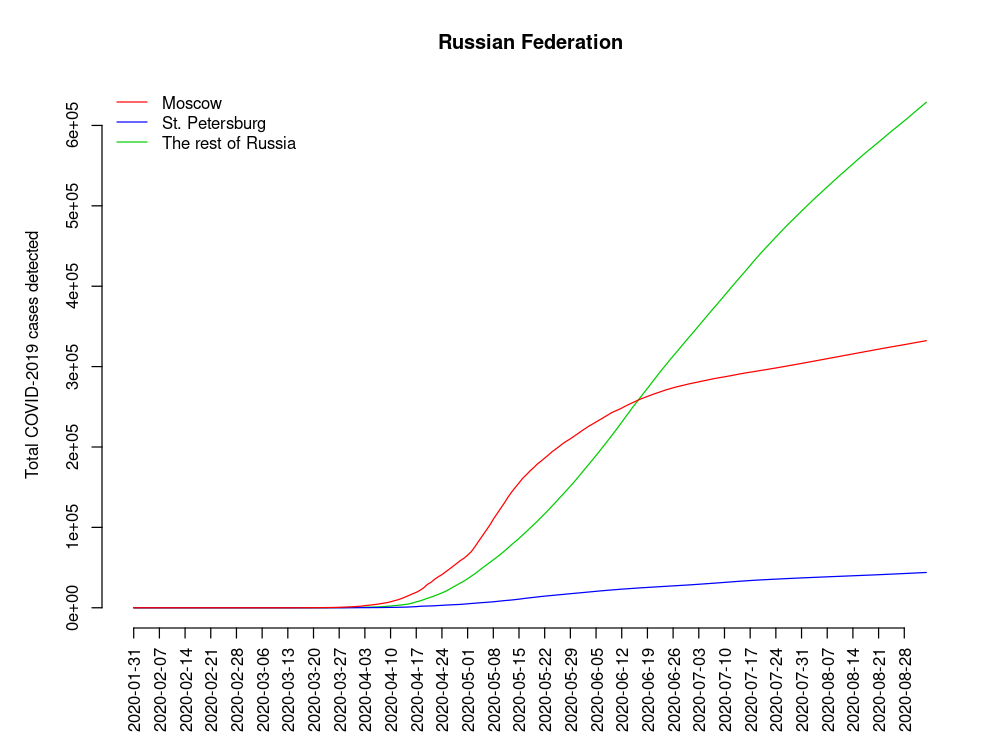 Russian Federation
Moscow
St. Petersburg
The rest of Russia
Total COVID-2019 cases detected
6e+05
5e+05
4e+05
3e+05
2e+05
1e+05
0e+00
2020-01-31
2020-02-07
2020-02-14
2020-02-21
2020-02-28
2020-03-06
2020-03-13
2020-03-20
2020-03-27
2020-04-03
2020-04-10
2020-04-17
2020-04-24
2020-05-01
2020-05-08
2020-05-15
2020-05-22
2020-05-29
2020-06-05
2020-06-12
2020-06-19
2020-06-26
2020-07-03
2020-07-10
2020-07-17
2020-07-24
2020-07-31
2020-08-07
2020-08-14
2020-08-21
2020-08-28